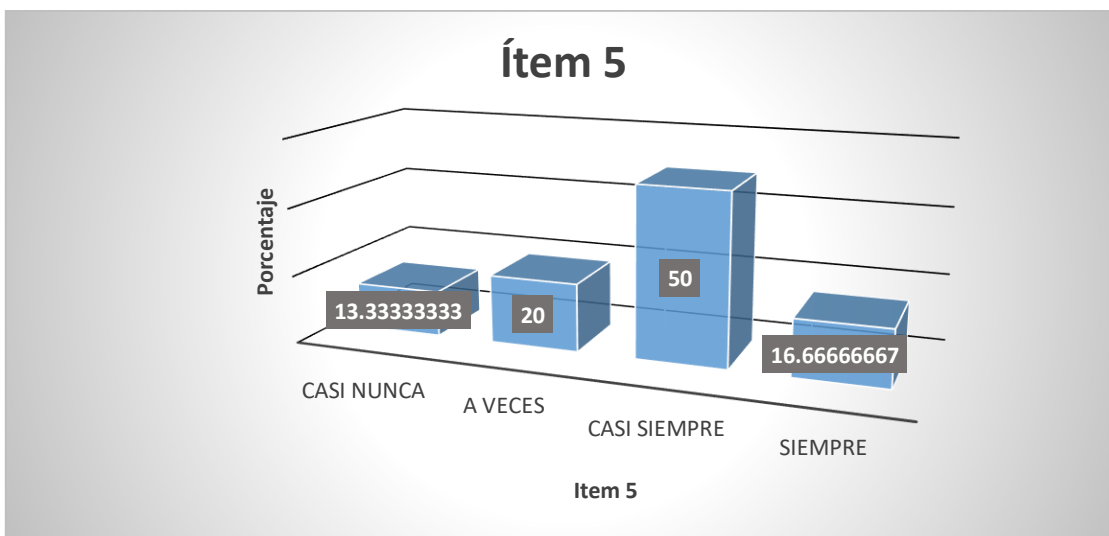 Ítem 5
Porcentaje
13.33333333
20
50
16.66666667
CASI NUNCA
A VECES
CASI SIEMPRE
SIEMPRE
Item 5